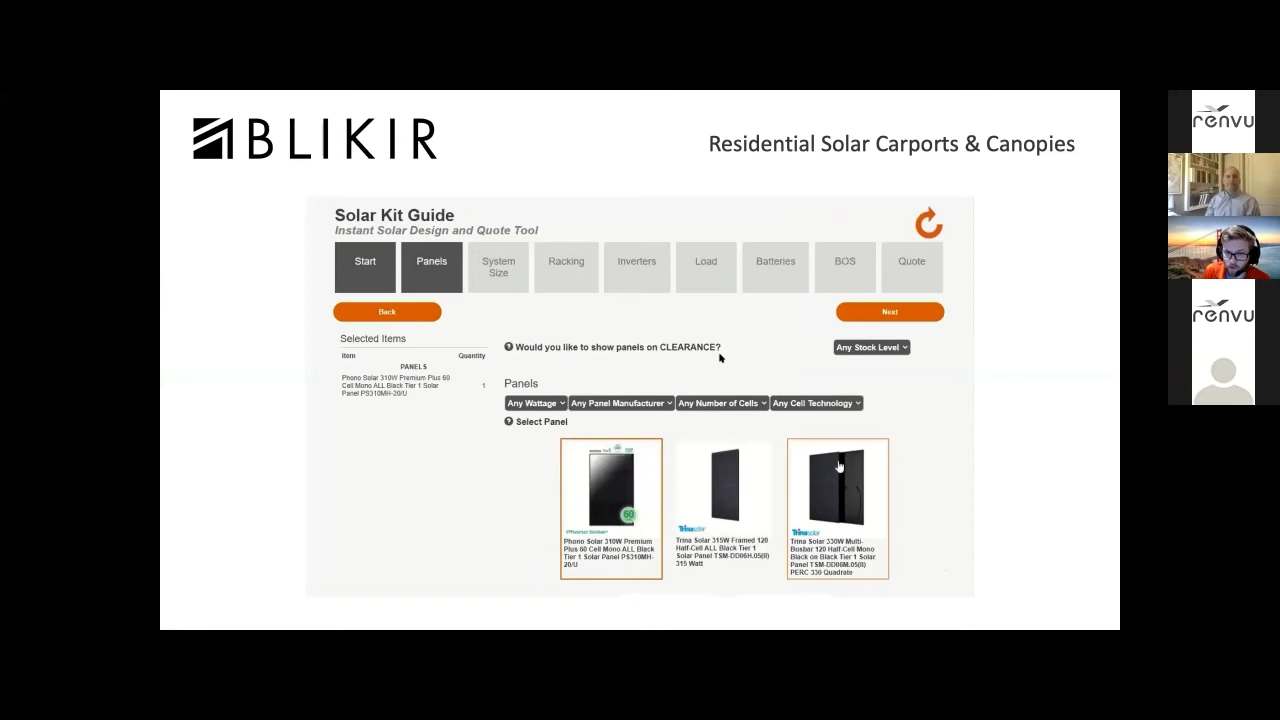 BLIKIR
Residential Solar Carports & Canopies
Solar Kit Guide
Instant Solar Design and Quote Tool
Start
Panels
System
Size
Racking
Inverters
Load
Batteries
BOS
Quote
Back
Next
Selected Items
Item Quantity
PANELS
Phono Solar 310W Premium Plus 60
Cell Mono ALL Black Tier 1 Solar
Panel PS310MH-20/U
1
Would you like to show panels on CLEARANCE?
Any Stock Level
Panels
Any Wattage
Any Panel Manufacturer
Any Number of Cells
Any Cell Technology
Select Panel
60
Phono Solar
Phono Solar 310W Premium
Plus 60 Cell Mono ALL Black
Tier 1 Solar Panel PS310MH-
20/U
Trinasolar
Trina Solar 315W Framed 120
Half-Cell ALL Black Tier 1
Solar Panel TSM-DD06H.05(II)
315 Watt
Trinasolar
Trina Solar 330W Multi-
Busbar 120 Half-Cell Mono
Black on Black Tier 1 Solar
Panel TSM-DD06M.05(II)
PERC 330 Quadrate
renvu
renvu